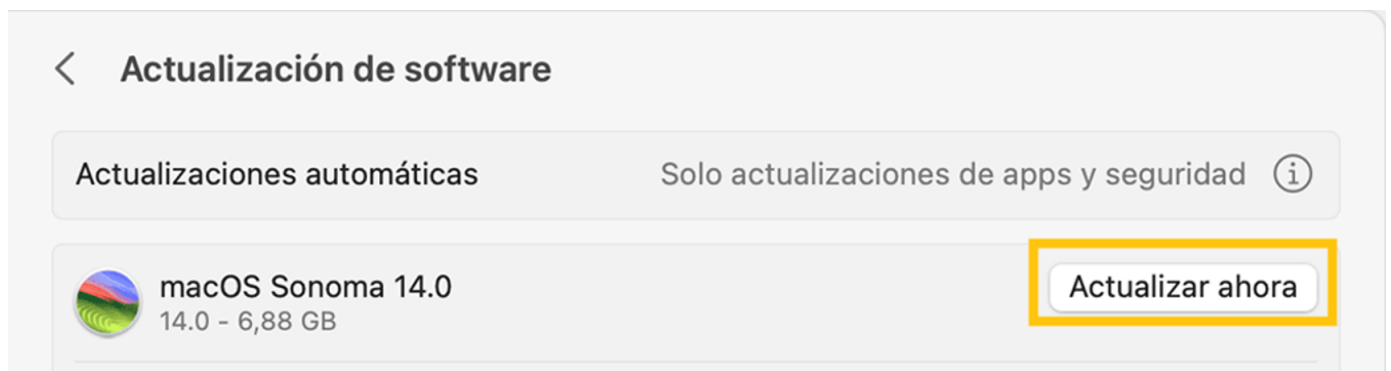 Actualización de software
Actualizaciones automáticas Solo actualizaciones de apps y seguridad
macOS Sonoma 14.0 Actualizar ahora
14.0 - 6,88 GB